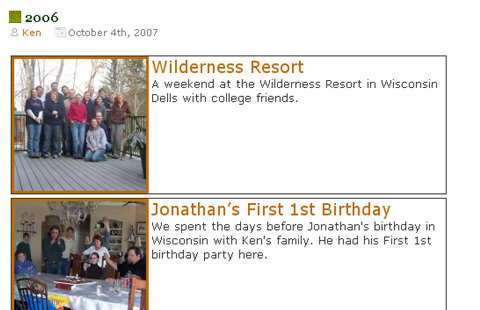 2006
Ken October 4th, 2007
Wilderness Resort
A weekend at the Wilderness Resort in Wisconsin
Dells with college friends.
Jonathan’s First 1st Birthday
We spent the days before Jonathan's birthday in
Wisconsin with Ken's family. He had his First 1st
birthday party here.